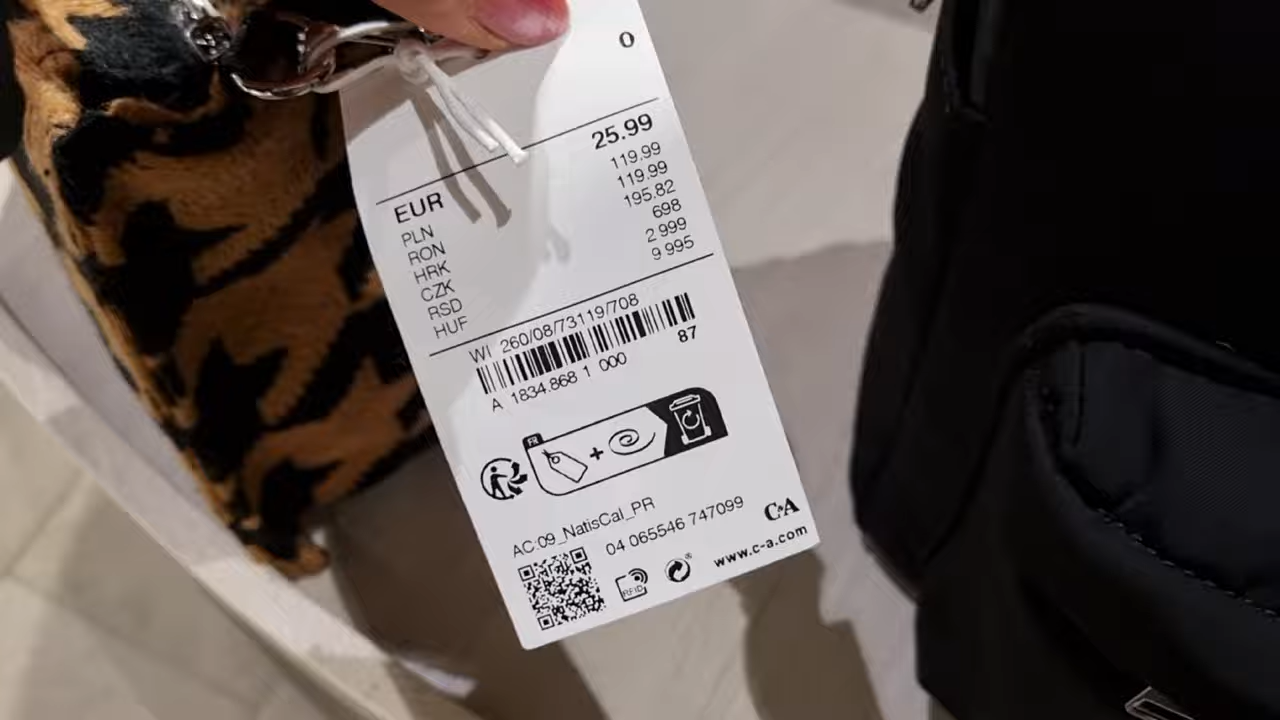 0
EUR 25.99
PLN 119.99
RON 119.99
HRK 195.82
CZK 698
RSD 2 999
HUF 9 995
WI 260/08/73119/708
87
A 1834.868 1 000
FR
+
AC:09_NatisCal_PR
04 065546 747099
C&A
RFID
®
www.c-a.com